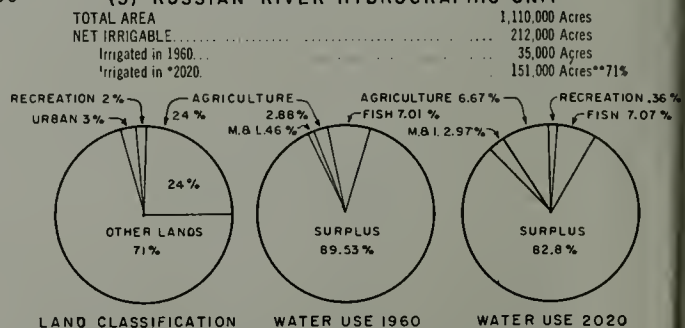 (5) RUSSIAN RIVER HYDROGRAPHIC UNIT
TOTAL AREA 1,110,000 Acres
NET IRRIGABLE 212,000 Acres
Irrigated in 1960 35,000 Acres
Irrigated in *2020 151,000 Acres**71%
RECREATION 2%
AGRICULTURE
24%
URBAN 3%
24%
OTHER LANDS
71%
LAND CLASSIFICATION
2.88%
M.& I..46%
FISH 7.01%
SURPLUS
89.53%
WATER USE 1960
AGRICULTURE 6.67%
RECREATION .36%
M.& I. 2.97%
FISH 7.07%
SURPLUS
82.8%
WATER USE 2020